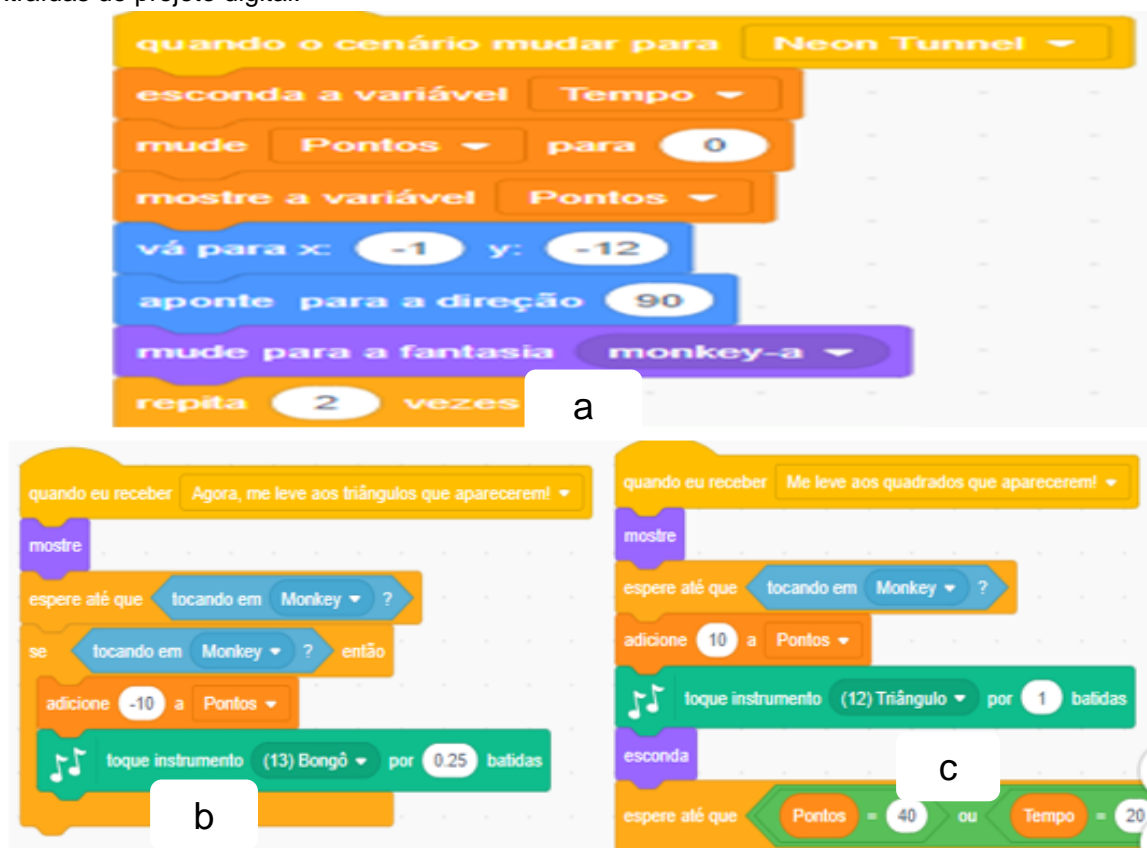 quando o cenário mudar para Neon Tunnel
esconda a variável Tempo
mude Pontos para 0
mostre a variável Pontos
vá para x: -1 y: -12
aponte para a direção 90
mude para a fantasia monkey-a
repita 2 vezes
a
quando eu receber Agora, me leve aos triângulos que aparecerem!
mostre
espere até que tocando em Monkey ?
se tocando em Monkey ? então
adicione -10 a Pontos
toque instrumento (13) Bongô por 0.25 batidas
b
quando eu receber Me leve aos quadrados que aparecerem!
mostre
espere até que tocando em Monkey ?
adicione 10 a Pontos
toque instrumento (12) Triângulo por 1 batidas
esconda
c
espere até que Pontos = 40 ou Tempo = 20